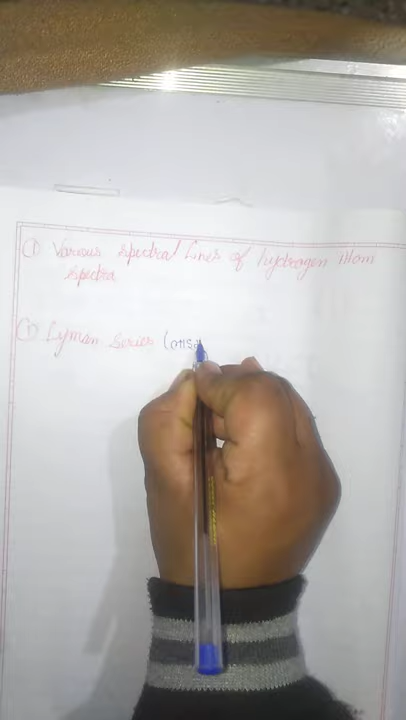 ① Various spectral Lines of hydrogen Atom
spectra
① Lyman Series (